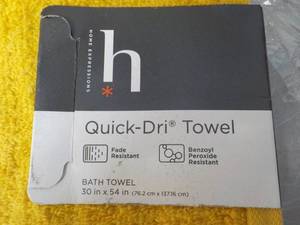 HOME EXPRESSIONS
h
*
Quick-Dri® Towel
Fade
Resistant
Benzoyl
Peroxide
Resistant
BATH TOWEL
30 in x 54 in (76.2 cm x 137.16 cm)